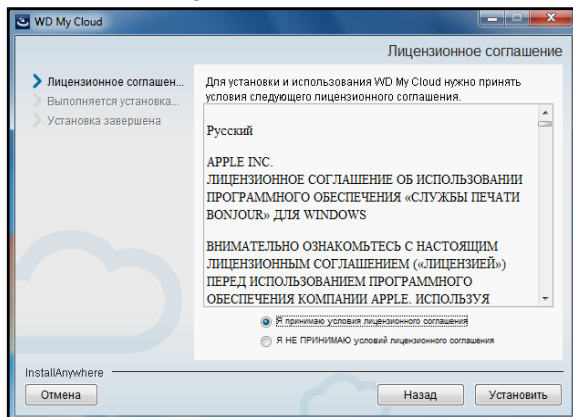 WD My Cloud
Лицензионное соглашение
Лицензионное соглашен...
Выполняется установка...
Установка завершена
Для установки и использования WD My Cloud нужно принять
условия следующего лицензионного соглашения.
Русский
APPLE INC.
ЛИЦЕНЗИОННОЕ СОГЛАШЕНИЕ ОБ ИСПОЛЬЗОВАНИИ
ПРОГРАММНОГО ОБЕСПЕЧЕНИЯ «СЛУЖБЫ ПЕЧАТИ
BONJOUR» ДЛЯ WINDOWS
ВНИМАТЕЛЬНО ОЗНАКОМЬТЕСЬ С НАСТОЯЩИМ
ЛИЦЕНЗИОННЫМ СОГЛАШЕНИЕМ («ЛИЦЕНЗИЕЙ»)
ПЕРЕД ИСПОЛЬЗОВАНИЕМ ПРОГРАММНОГО
ОБЕСПЕЧЕНИЯ КОМПАНИИ APPLE. ИСПОЛЬЗУЯ
Я принимаю условия лицензионного соглашения
Я НЕ ПРИНИМАЮ условий лицензионного соглашения
InstallAnywhere
Отмена
Назад
Установить